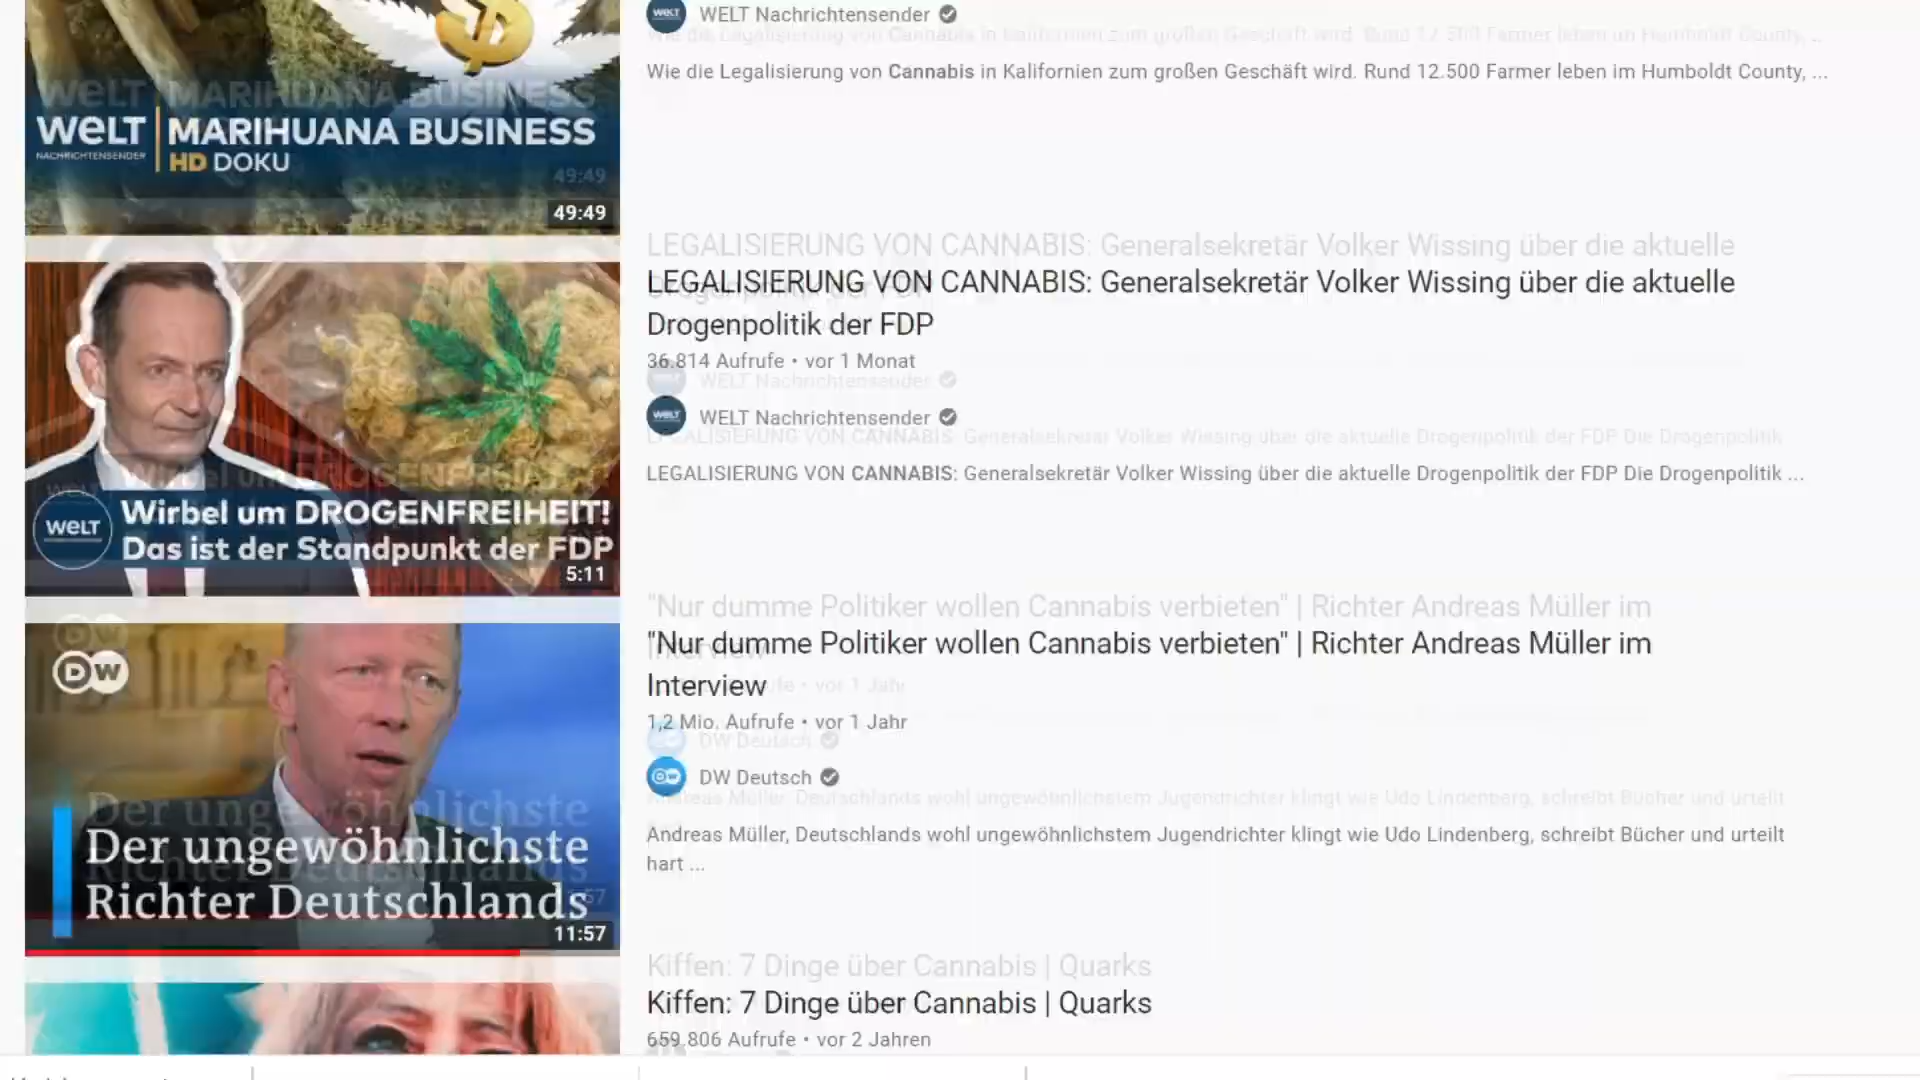 WELT Nachrichtensender
Wie die Legalisierung von Cannabis in Kalifornien zum großen Geschäft wird. Rund 12.500 Farmer leben im Humboldt County, ...
WELT
NACHRICHTENSENDER
MARIHUANA BUSINESS
HD DOKU
49:49
LEGALISIERUNG VON CANNABIS: Generalsekretär Volker Wissing über die aktuelle
Drogenpolitik der FDP
36.814 Aufrufe • vor 1 Monat
WELT Nachrichtensender
LEGALISIERUNG VON CANNABIS: Generalsekretär Volker Wissing über die aktuelle Drogenpolitik der FDP Die Drogenpolitik ...
WELT
Wirbel um DROGENFREIHEIT!
Das ist der Standpunkt der FDP
5:11
"Nur dumme Politiker wollen Cannabis verbieten" | Richter Andreas Müller im
Interview
1,2 Mio. Aufrufe • vor 1 Jahr
DW Deutsch
Andreas Müller, Deutschlands wohl ungewöhnlichstem Jugendrichter klingt wie Udo Lindenberg, schreibt Bücher und urteilt
hart ...
DW
Der ungewöhnlichste
Richter Deutschlands
11:57
Kiffen: 7 Dinge über Cannabis | Quarks
659.806 Aufrufe • vor 2 Jahren